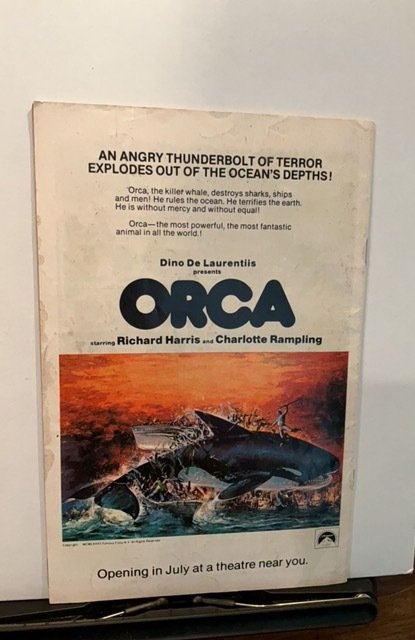 AN ANGRY THUNDERBOLT OF TERROR
EXPLODES OUT OF THE OCEAN'S DEPTHS!
Orca, the killer whale, destroys sharks, ships
and men! He rules the ocean. He terrifies the earth.
He is without mercy and without equal!
Orca—the most powerful, the most fantastic
animal in all the world.!
Dino De Laurentiis
presents
ORCA
starring Richard Harris and Charlotte Rampling
All Rights Reserved
Opening in July at a theatre near you.